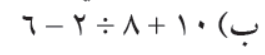 ب) ١٠ + ٨ ÷ ٢ − ٦